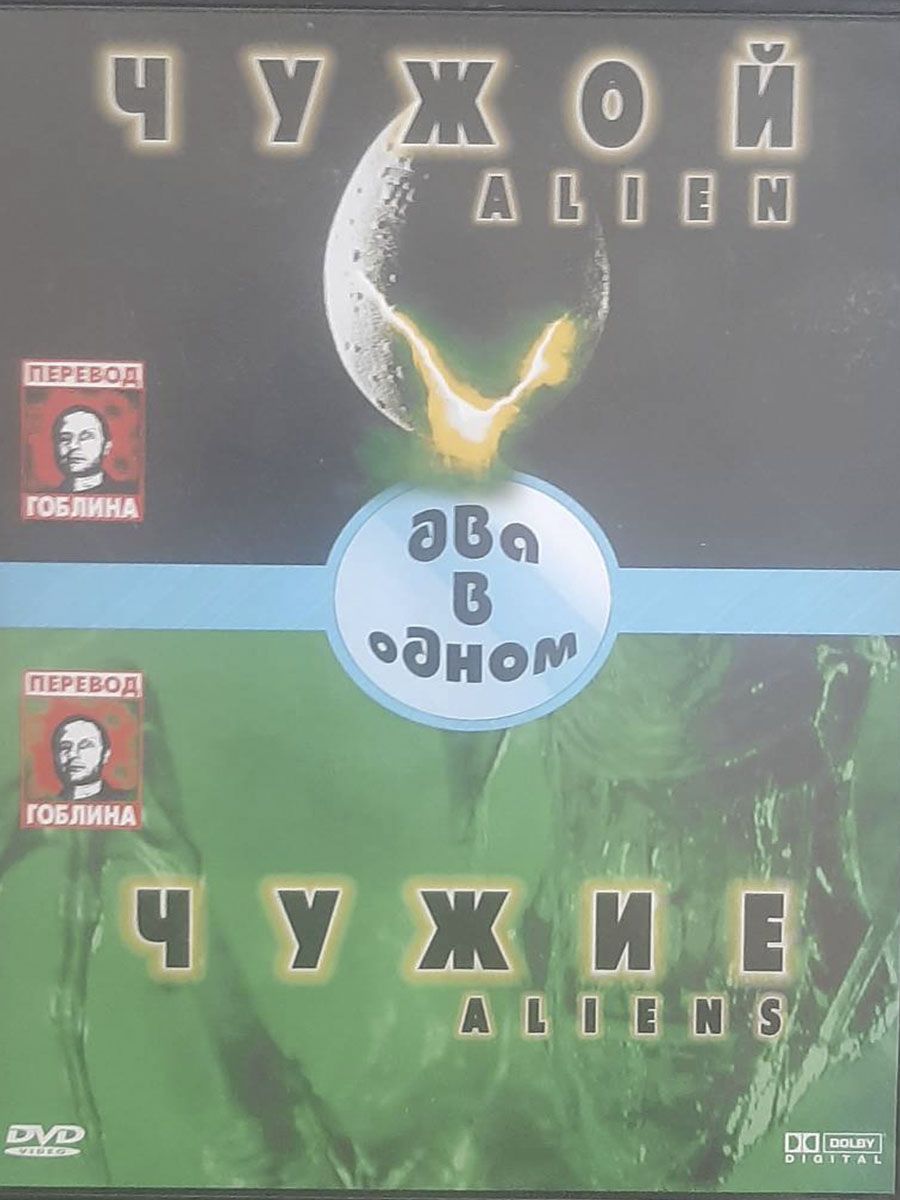 ЧУЖОЙ
ALIEN
ПЕРЕВОД
ГОБЛИНА
два
в
одном
ПЕРЕВОД
ГОБЛИНА
ЧУЖИЕ
ALIENS
DVD
VIDEO
DOLBY
DIGITAL